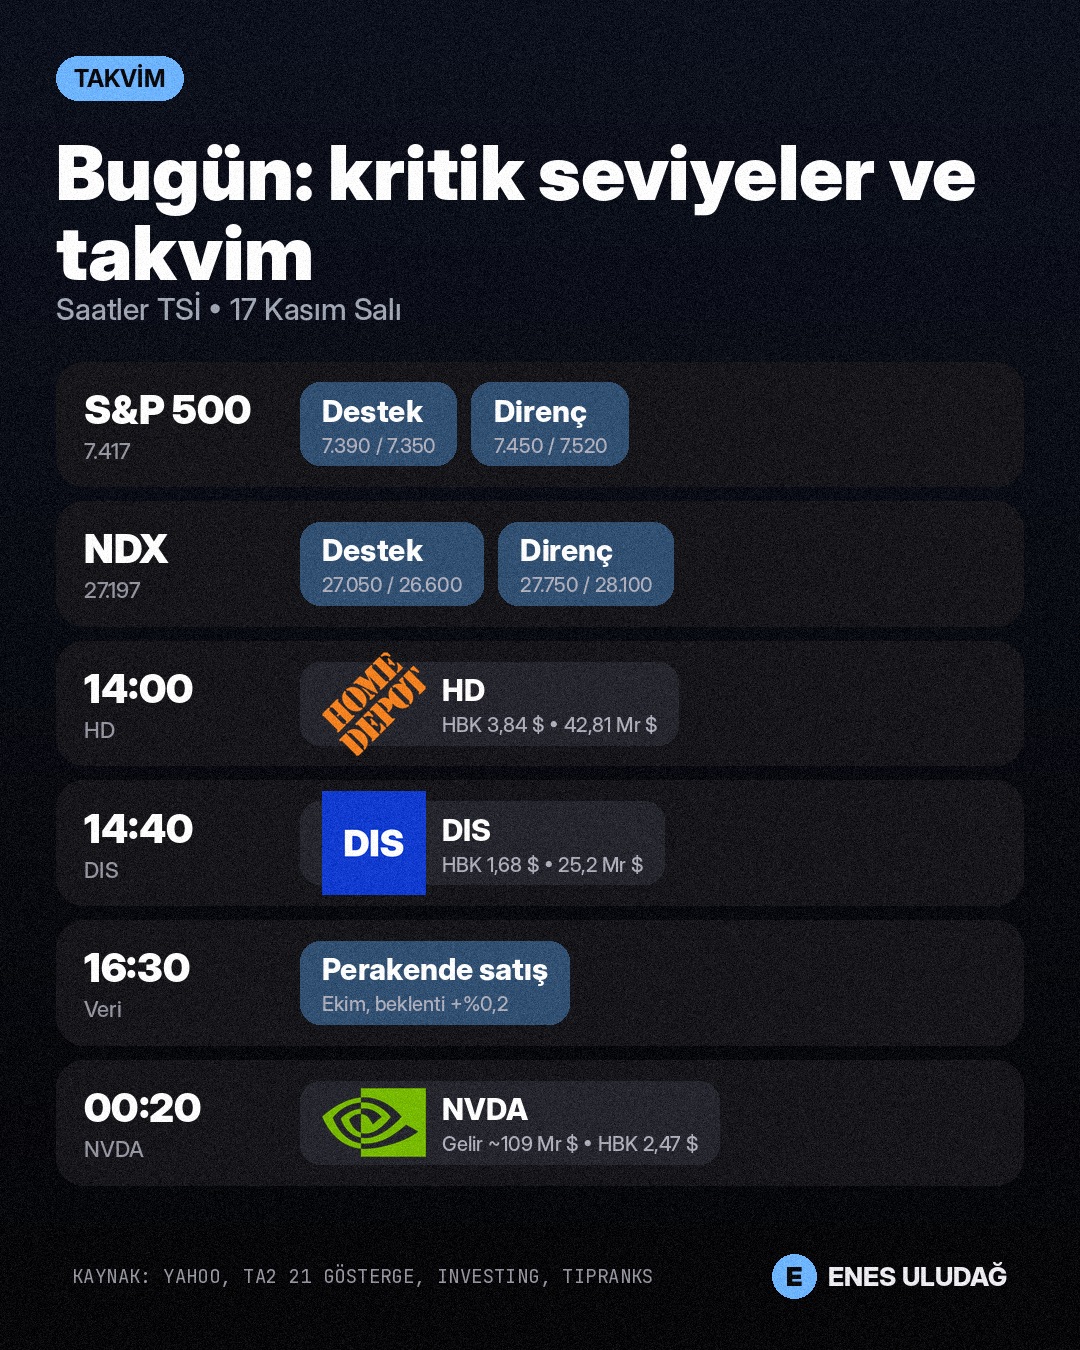 TAKVİM
Bugün: kritik seviyeler ve
takvim
Saatler TSİ • 17 Kasım Salı
S&P 500
7.417
Destek
7.390 / 7.350
Direnç
7.450 / 7.520
NDX
27.197
Destek
27.050 / 26.600
Direnç
27.750 / 28.100
14:00
HD
HOME
DEPOT
HD
HBK 3,84 $ • 42,81 Mr $
14:40
DIS
DIS
DIS
HBK 1,68 $ • 25,2 Mr $
16:30
Veri
Perakende satış
Ekim, beklenti +%0,2
00:20
NVDA
NVDA
Gelir ~109 Mr $ • HBK 2,47 $
KAYNAK: YAHOO, TA2 21 GÖSTERGE, INVESTING, TIPRANKS
E ENES ULUDAĞ